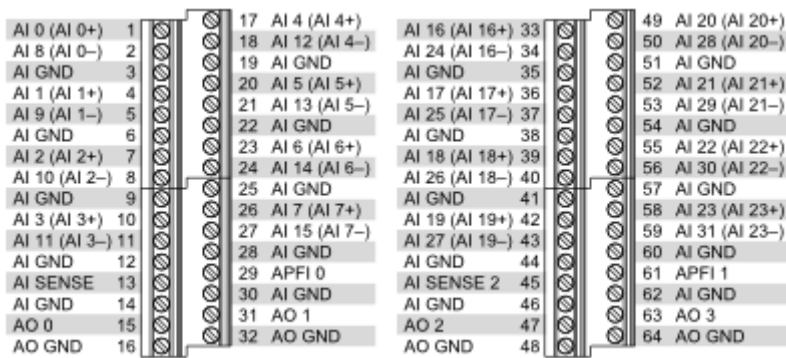 AI 0 (AI 0+) 1
AI 8 (AI 0–) 2
AI GND 3
AI 1 (AI 1+) 4
AI 9 (AI 1–) 5
AI GND 6
AI 2 (AI 2+) 7
AI 10 (AI 2–) 8
AI GND 9
AI 3 (AI 3+) 10
AI 11 (AI 3–) 11
AI GND 12
AI SENSE 13
AI GND 14
AO 0 15
AO GND 16
17 AI 4 (AI 4+)
18 AI 12 (AI 4–)
19 AI GND
20 AI 5 (AI 5+)
21 AI 13 (AI 5–)
22 AI GND
23 AI 6 (AI 6+)
24 AI 14 (AI 6–)
25 AI GND
26 AI 7 (AI 7+)
27 AI 15 (AI 7–)
28 AI GND
29 APFI 0
30 AI GND
31 AO 1
32 AO GND
AI 16 (AI 16+) 33
AI 24 (AI 16–) 34
AI GND 35
AI 17 (AI 17+) 36
AI 25 (AI 17–) 37
AI GND 38
AI 18 (AI 18+) 39
AI 26 (AI 18–) 40
AI GND 41
AI 19 (AI 19+) 42
AI 27 (AI 19–) 43
AI GND 44
AI SENSE 2 45
AI GND 46
AO 2 47
AO GND 48
49 AI 20 (AI 20+)
50 AI 28 (AI 20–)
51 AI GND
52 AI 21 (AI 21+)
53 AI 29 (AI 21–)
54 AI GND
55 AI 22 (AI 22+)
56 AI 30 (AI 22–)
57 AI GND
58 AI 23 (AI 23+)
59 AI 31 (AI 23–)
60 AI GND
61 APFI 1
62 AI GND
63 AO 3
64 AO GND